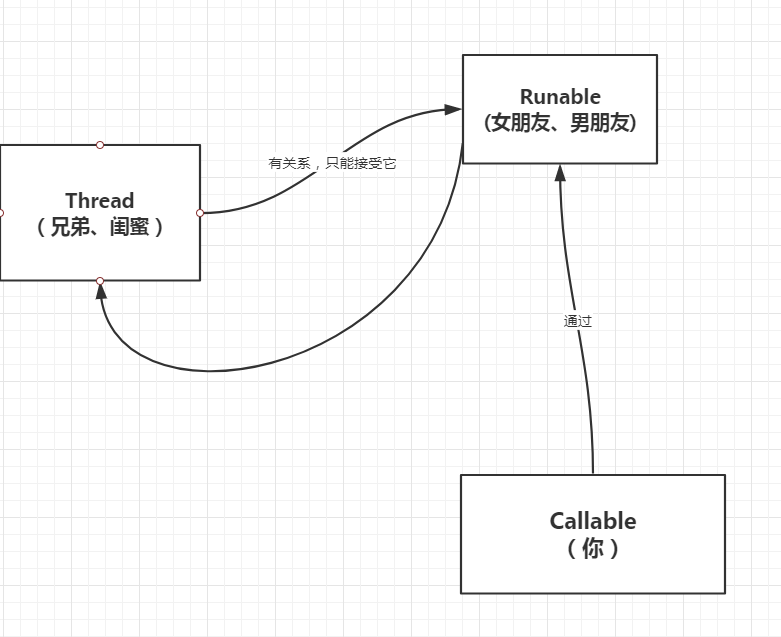 Runable
(女朋友、男朋友)
有关系，只能接受它
Thread
（兄弟、闺蜜）
通过
Callable
（你）